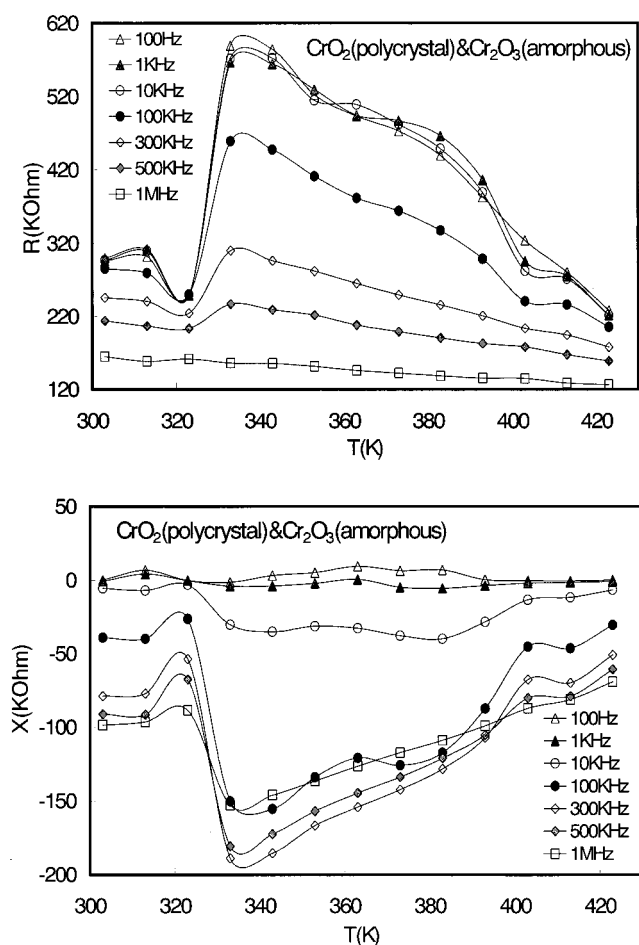 620
520
420
320
220
120
R(KOhm)
CrO2(polycrystal)&Cr2O3(amorphous)
100Hz
1KHz
10KHz
100KHz
300KHz
500KHz
1MHz
300 320 340 360 380 400 420
T(K)
50
0
-50
-100
-150
-200
X(KOhm)
CrO2(polycrystal)&Cr2O3(amorphous)
100Hz
1KHz
10KHz
100KHz
300KHz
500KHz
1MHz
300 320 340 360 380 400 420
T(K)